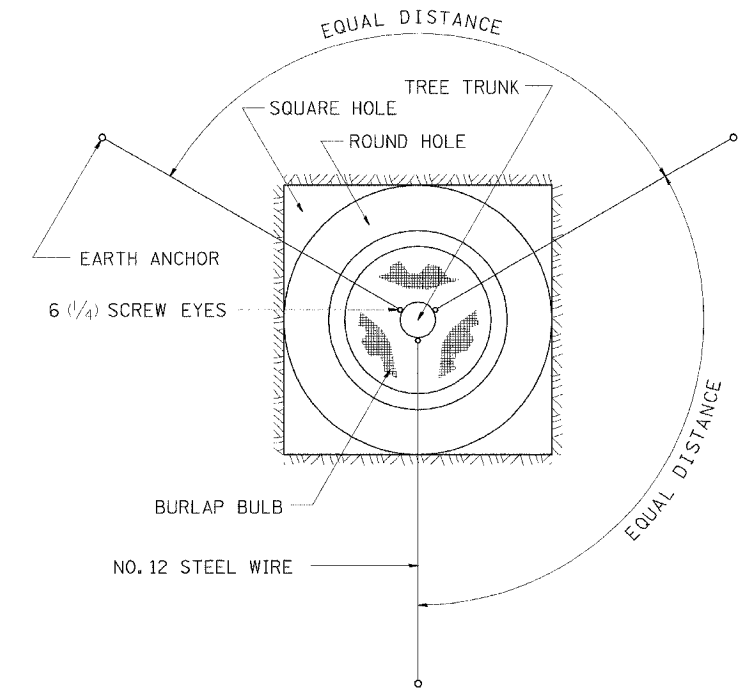 EQUAL DISTANCE
TREE TRUNK
SQUARE HOLE
ROUND HOLE
EARTH ANCHOR
6 (1/4) SCREW EYES
EQUAL DISTANCE
BURLAP BULB
NO. 12 STEEL WIRE